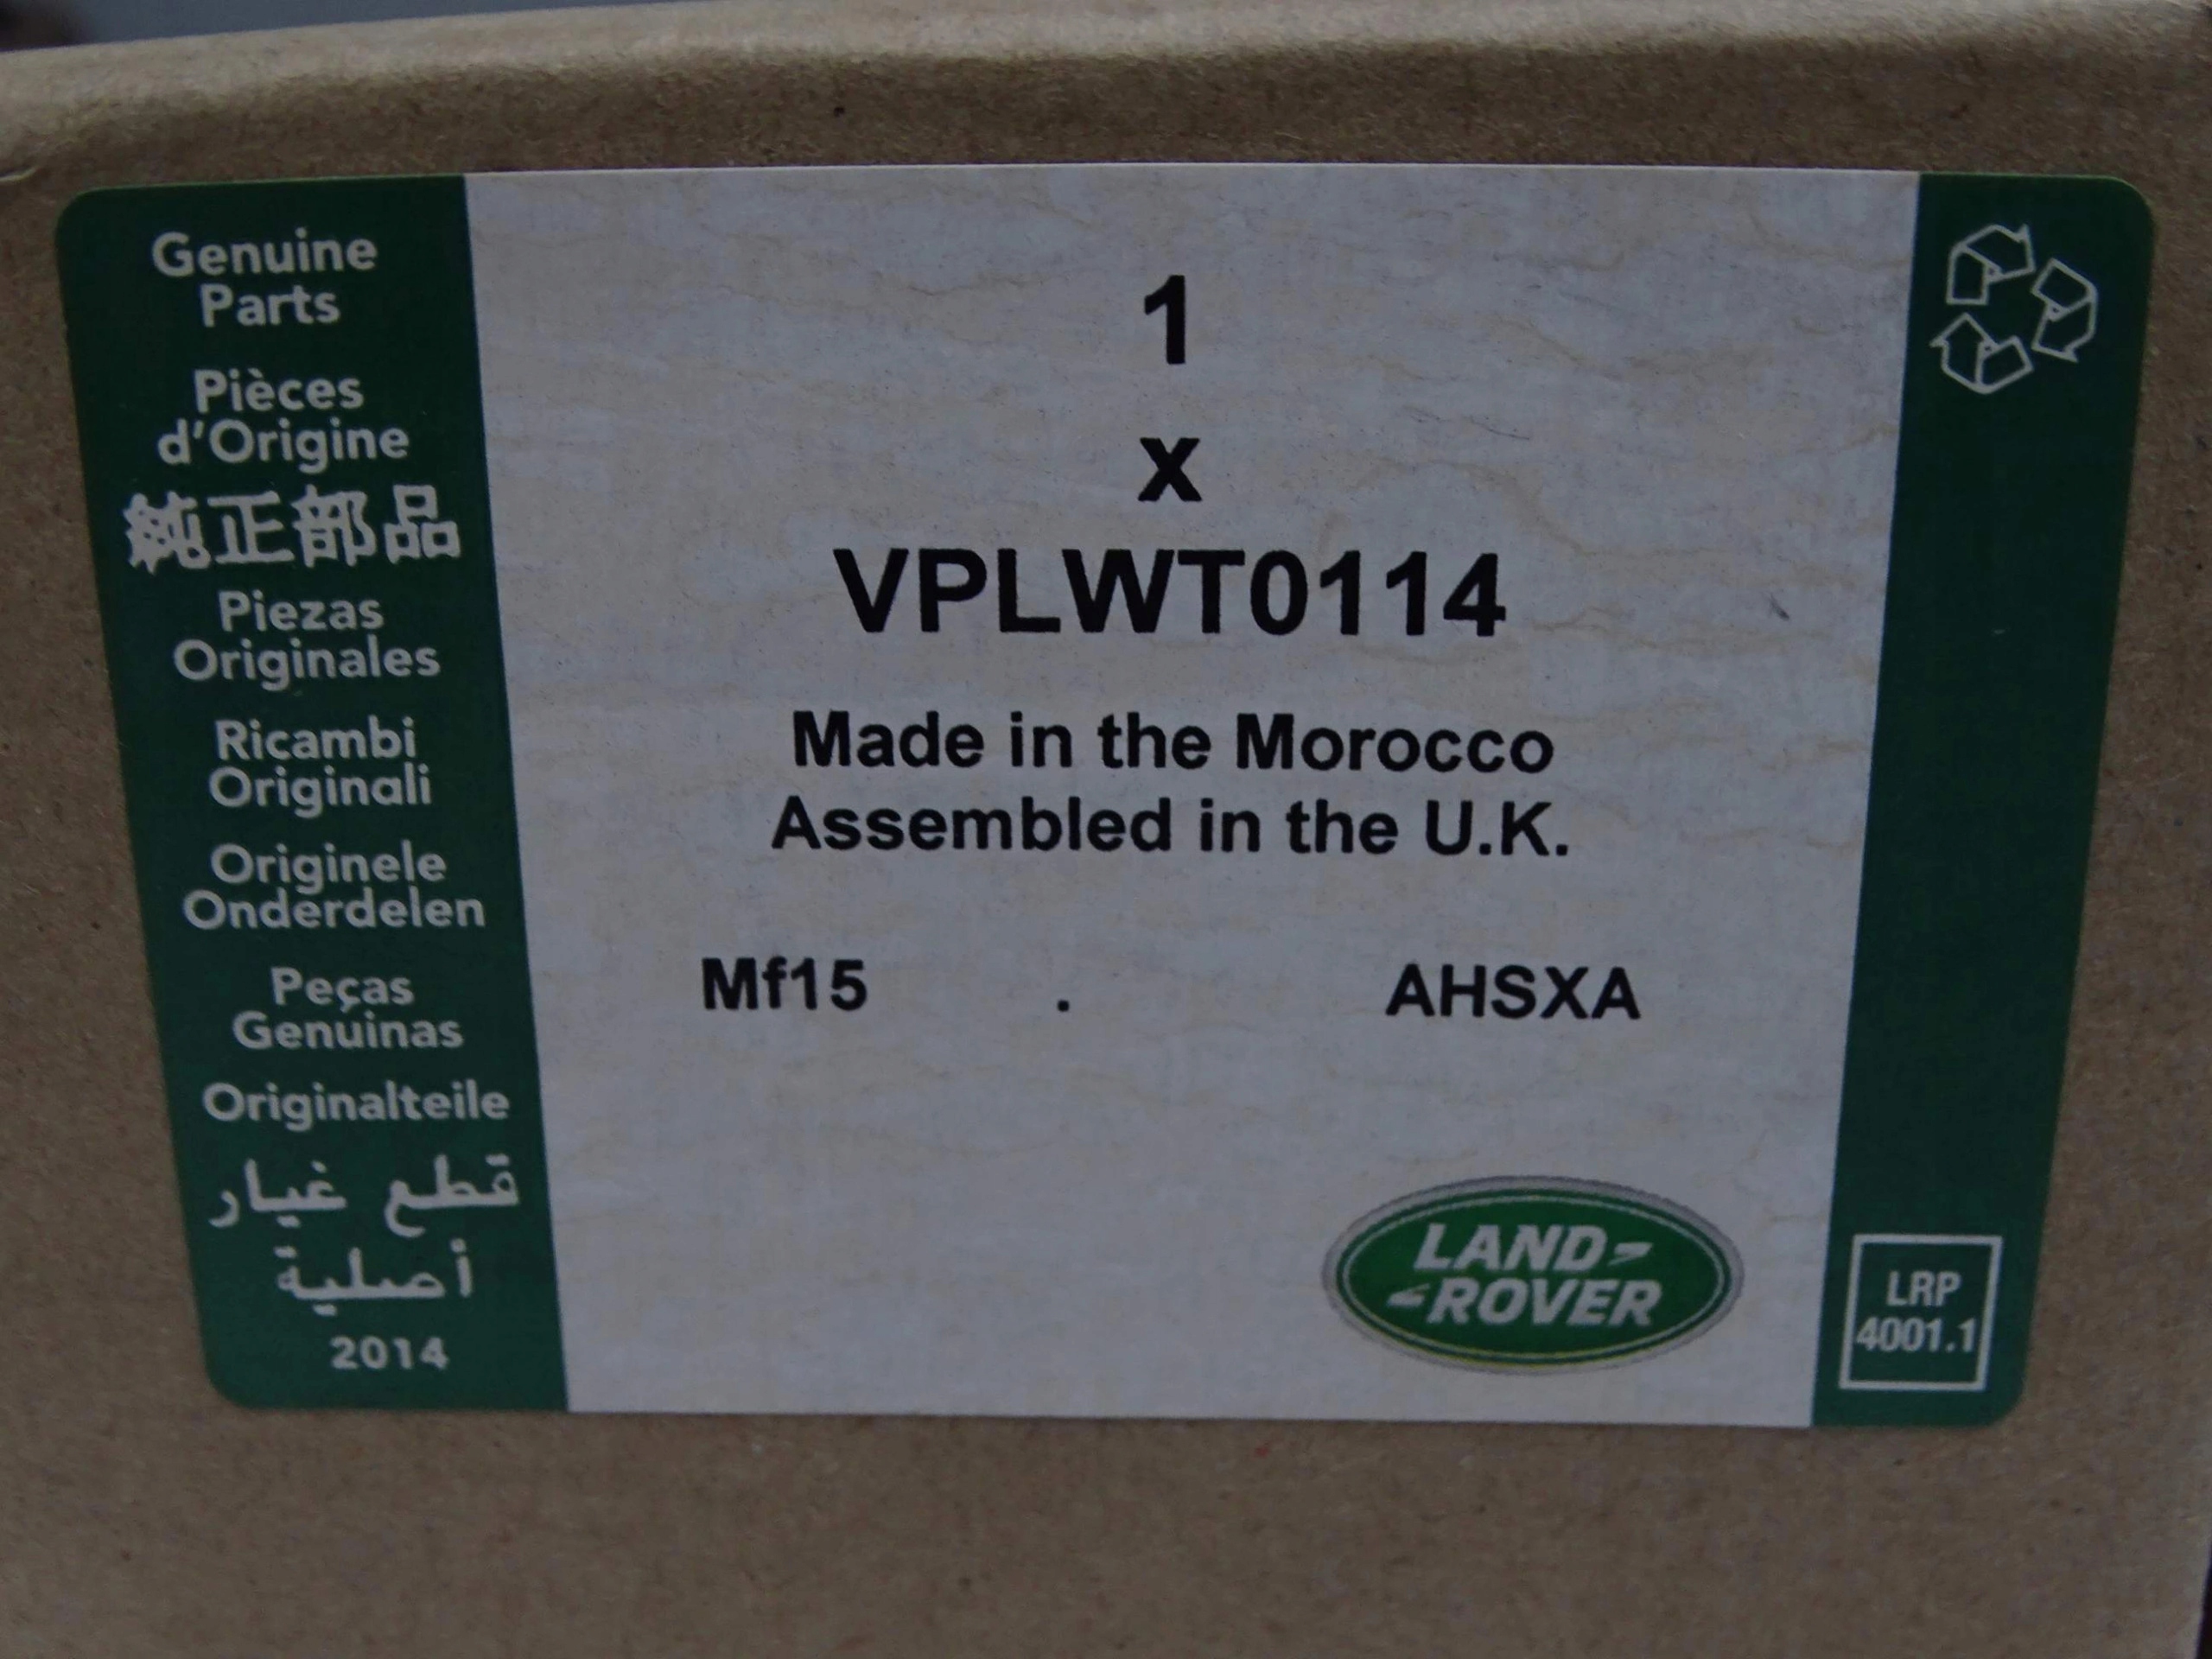 Genuine
Parts
Pièces
d'Origine
純正部品
Piezas
Originales
Ricambi
Originali
Originele
Onderdelen
Peças
Genuinas
Originalteile
قطع غيار
أصلية
2014
1
x
VPLWT0114
Made in the Morocco
Assembled in the U.K.
Mf15 . AHSXA
LAND-
-ROVER
LRP
4001.1